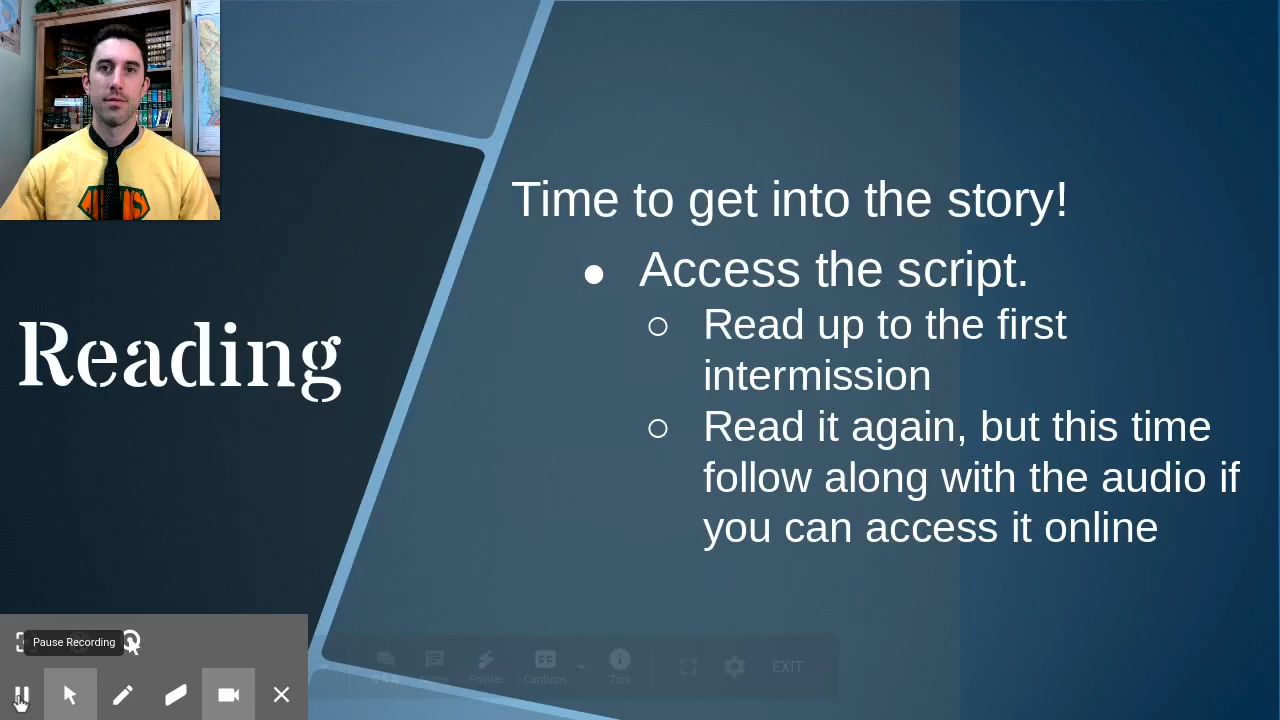 Time to get into the story!
● Access the script.
○ Read up to the first
intermission
○ Read it again, but this time
follow along with the audio if
you can access it online
Reading
Pause Recording
Pointer
Captions
Tips
EXIT